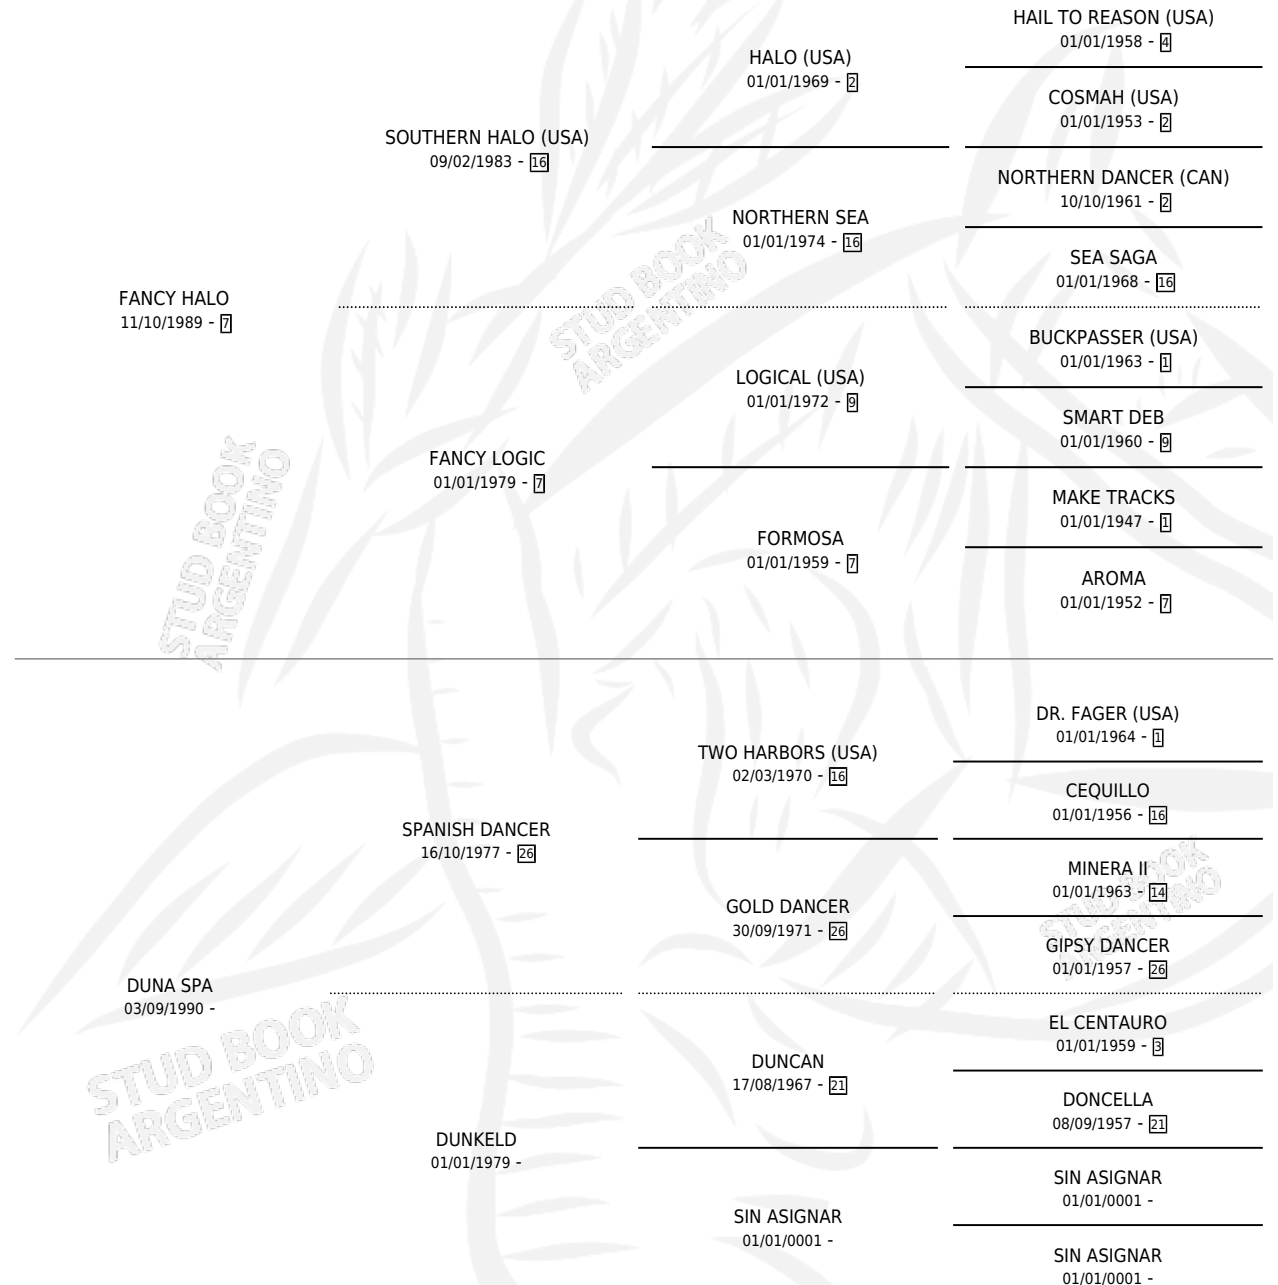 HAIL TO REASON (USA)
01/01/1958 - 4
HALO (USA)
01/01/1969 - 2
COSMAH (USA)
01/01/1953 - 2
SOUTHERN HALO (USA)
09/02/1983 - 16
NORTHERN DANCER (CAN)
10/10/1961 - 2
NORTHERN SEA
01/01/1974 - 16
SEA SAGA
01/01/1968 - 16
FANCY HALO
11/10/1989 - 7
BUCKPASSER (USA)
01/01/1963 - 1
LOGICAL (USA)
01/01/1972 - 9
SMART DEB
01/01/1960 - 9
FANCY LOGIC
01/01/1979 - 7
MAKE TRACKS
01/01/1947 - 1
FORMOSA
01/01/1959 - 7
AROMA
01/01/1952 - 7
DR. FAGER (USA)
01/01/1964 - 1
TWO HARBORS (USA)
02/03/1970 - 16
CEQUILLO
01/01/1956 - 16
SPANISH DANCER
16/10/1977 - 26
MINERA II
01/01/1963 - 14
GOLD DANCER
30/09/1971 - 26
GIPSY DANCER
01/01/1957 - 26
DUNA SPA
03/09/1990 -
EL CENTAURO
01/01/1959 - 3
DUNCAN
17/08/1967 - 21
DONCELLA
08/09/1957 - 21
DUNKELD
01/01/1979 -
SIN ASIGNAR
01/01/0001 -
SIN ASIGNAR
01/01/0001 -
SIN ASIGNAR
01/01/0001 -
STUD BOOK
ARGENTINO
STUD BOOK
ARGENTINO
STUD BOOK
ARGENTINO
STUD BOOK
ARGENTINO